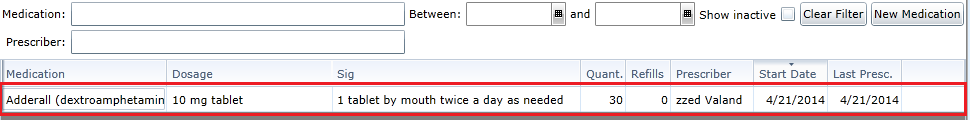 Medication: Between: and Show inactive Clear Filter New Medication
Prescriber:
Medication Dosage Sig Quant. Refills Prescriber Start Date Last Presc.
Adderall (dextroamphetamin 10 mg tablet 1 tablet by mouth twice a day as needed 30 0 zzed Valand 4/21/2014 4/21/2014